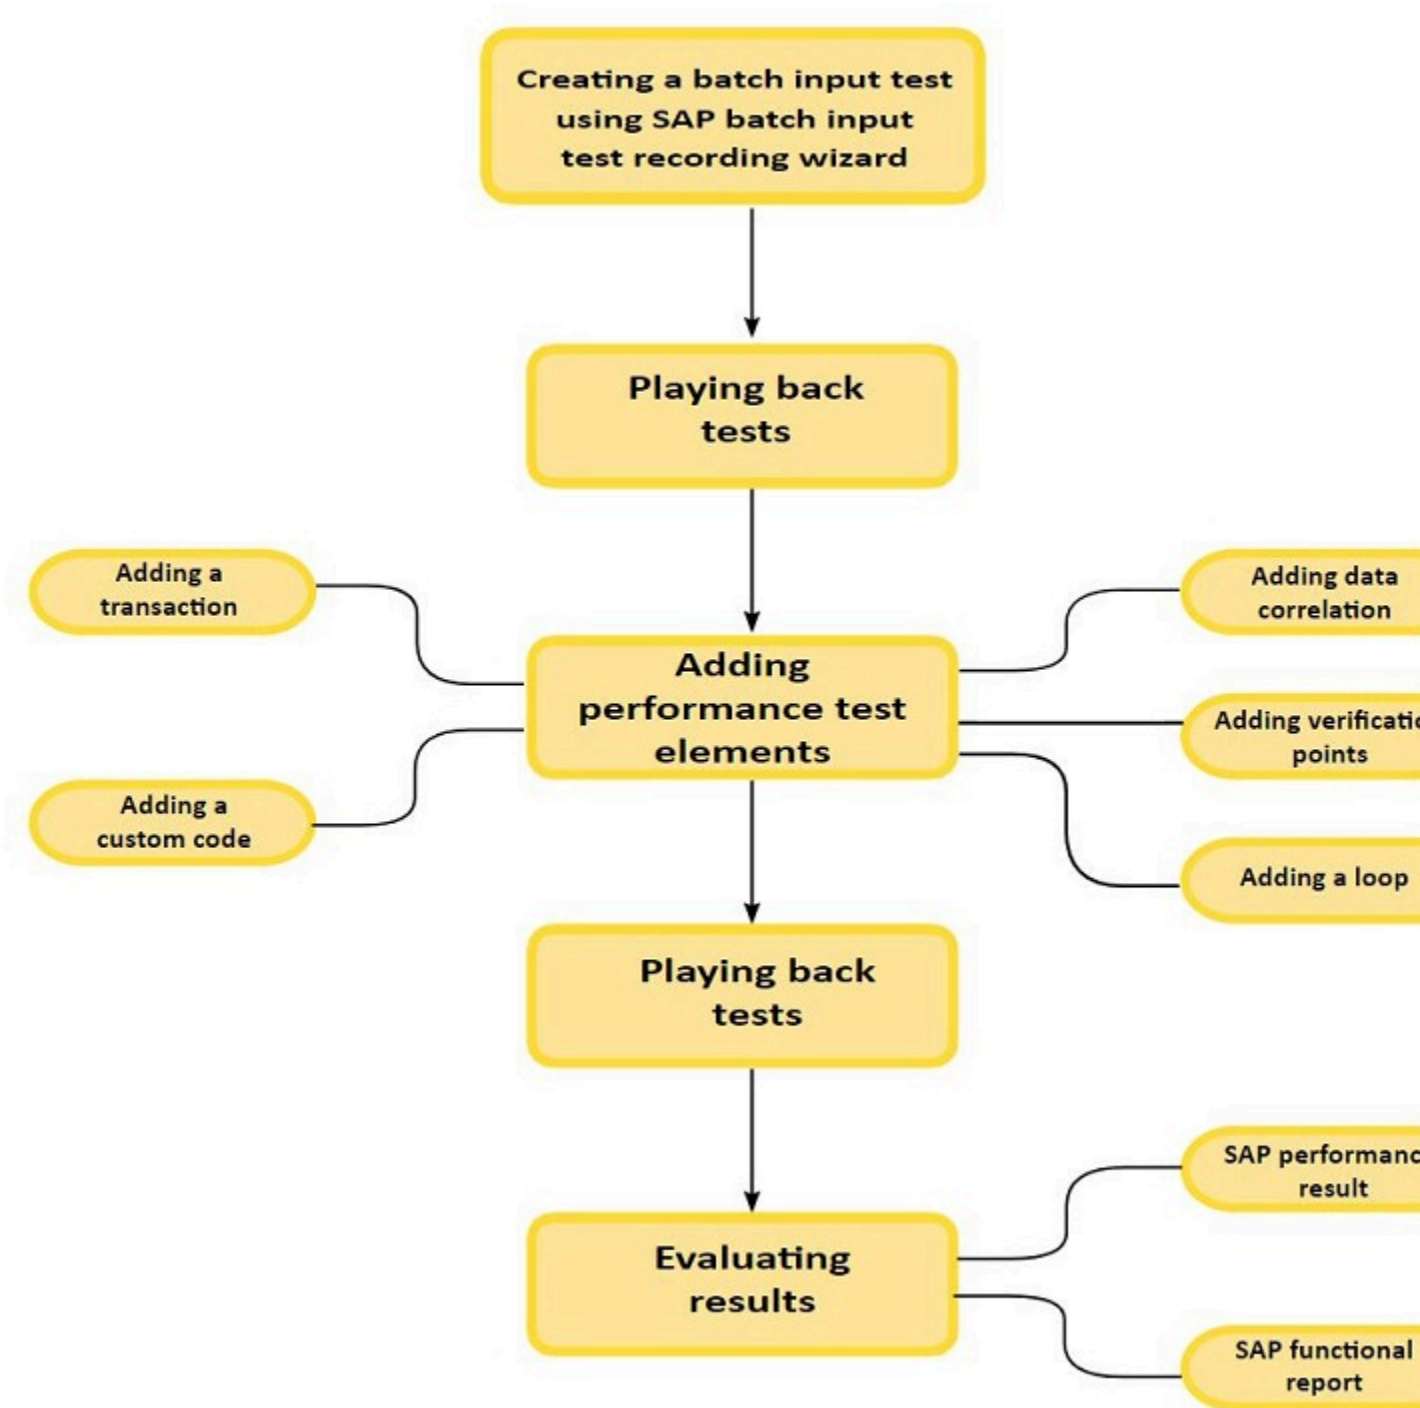 Creating a batch input test
using SAP batch input
test recording wizard
Playing back
tests
Adding a
transaction
Adding data
correlation
Adding
performance test
elements
Adding
points
Adding a
custom code
Adding a loop
Playing back
tests
SAP
result
Evaluating
results
SAP functional
report